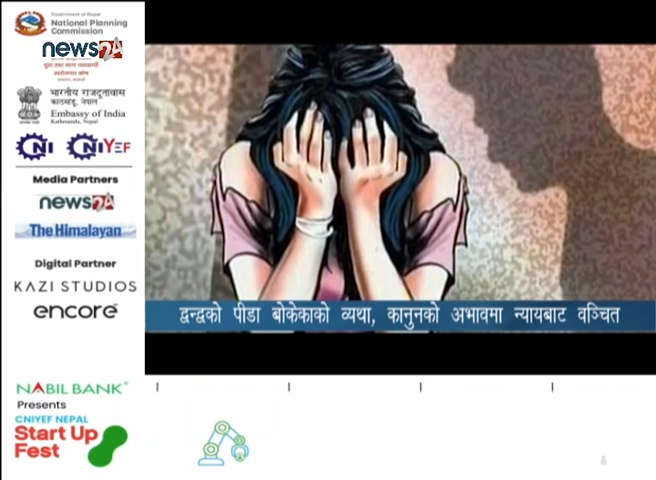 Government of Nepal
National Planning
Commission
news24
भारतीय राजदूतावास
काठमाडू, नेपाल
Embassy of India
Kathmandu, Nepal
CNI
CNIYEF
Media Partners
news24
The Himalayan
Digital Partner
KAZI STUDIOS
encore
द्वन्द्वको पीडा बोकेकाको व्यथा, कानुनको अभावमा न्यायबाट वञ्चित
NABIL BANK
Presents
CNIYEF NEPAL
Start Up
Fest